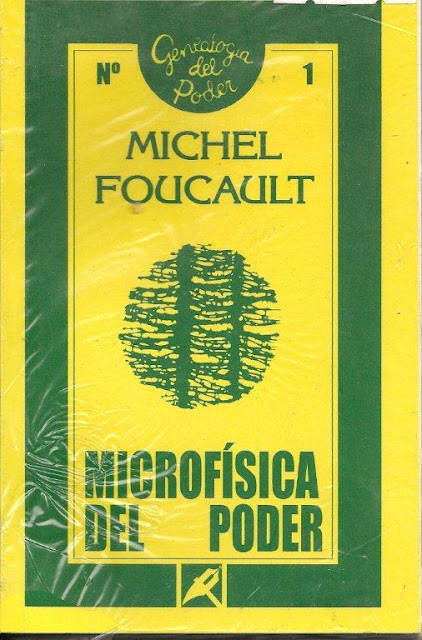 Genealogía
del
Poder
Nº 1
MICHEL
FOUCAULT
MICROFÍSICA
DEL PODER